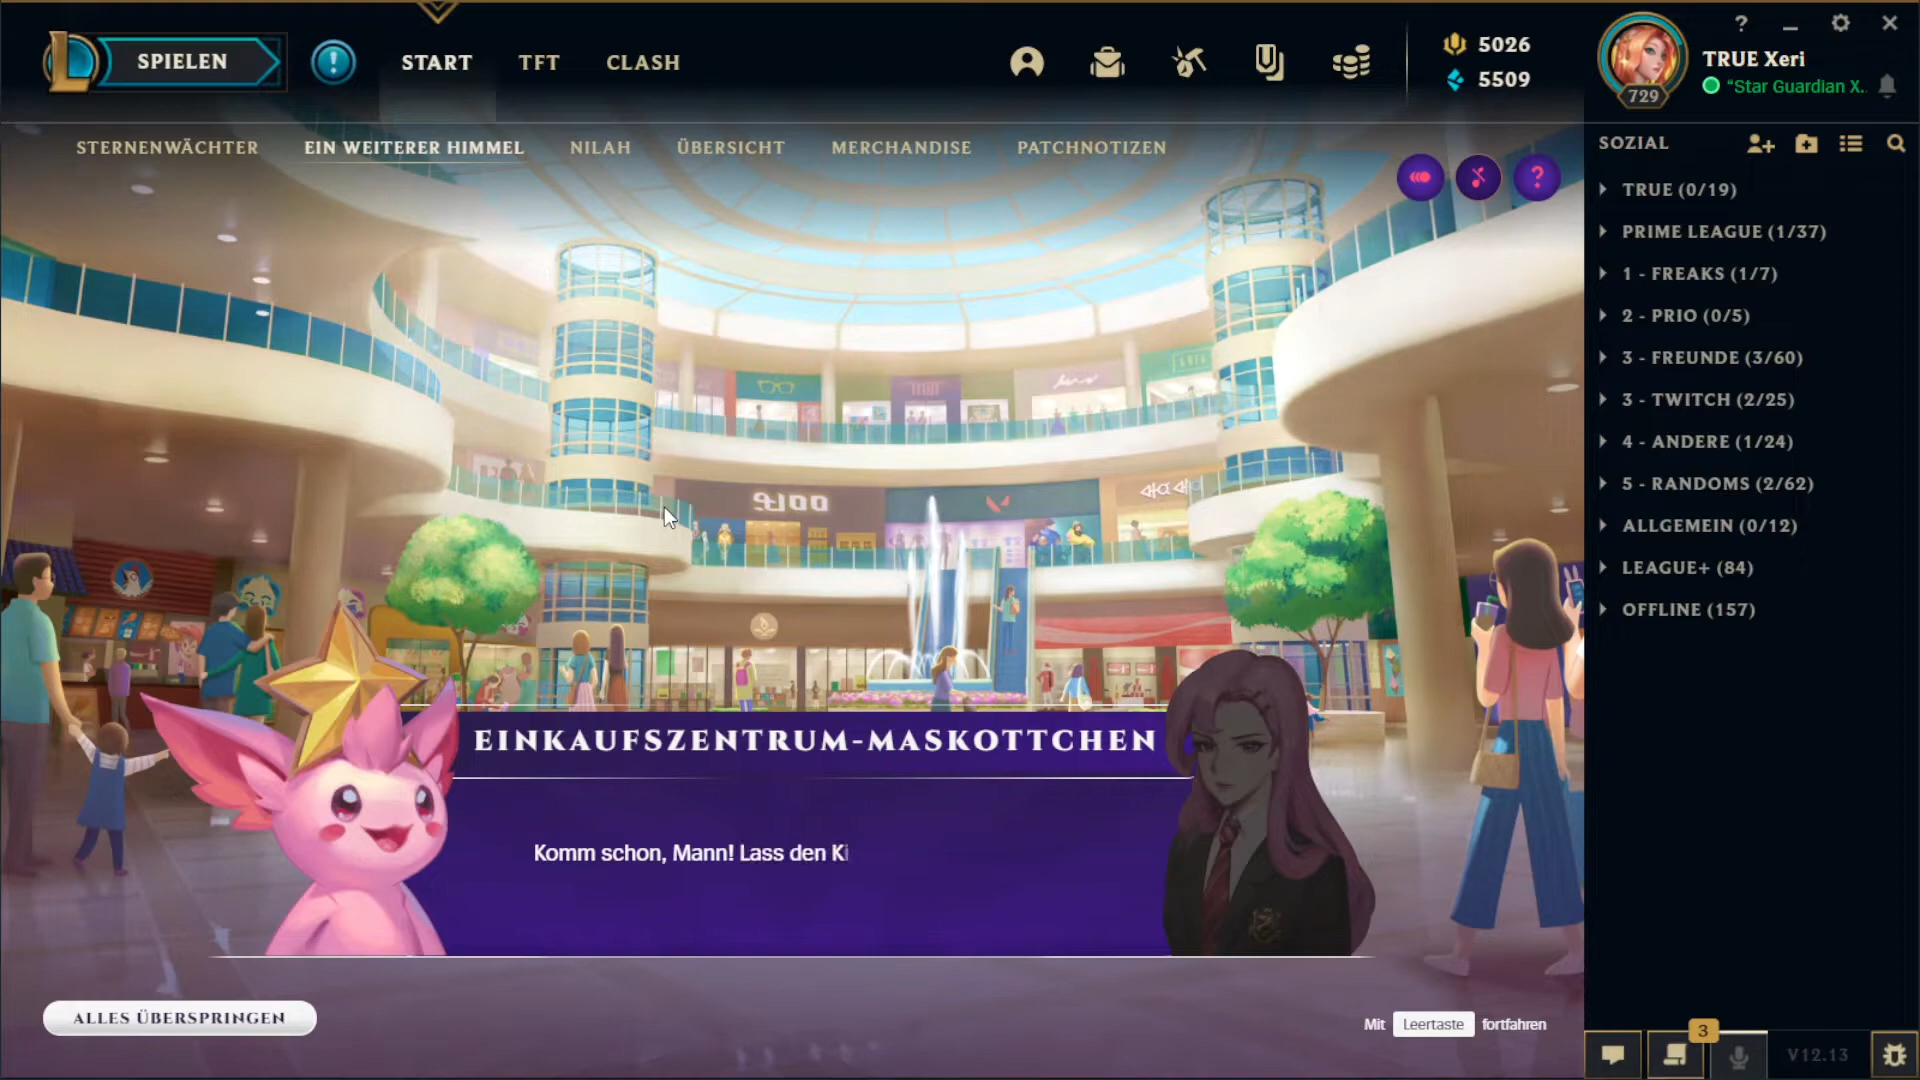 SPIELEN
START
TFT
CLASH
5026
5509
729
TRUE Xeri
"Star Guardian X..
STERNENWÄCHTER
EIN WEITERER HIMMEL
NILAH
ÜBERSICHT
MERCHANDISE
PATCHNOTIZEN
SOZIAL
TRUE (0/19)
PRIME LEAGUE (1/37)
1 - FREAKS (1/7)
2 - PRIO (0/5)
3 - FREUNDE (3/60)
3 - TWITCH (2/25)
4 - ANDERE (1/24)
5 - RANDOMS (2/62)
ALLGEMEIN (0/12)
LEAGUE+ (84)
OFFLINE (157)
EINKAUFSZENTRUM-MASKOTTCHEN
Komm schon, Mann! Lass den Ki
ALLES ÜBERSPRINGEN
Mit Leertaste fortfahren
3
V12.13